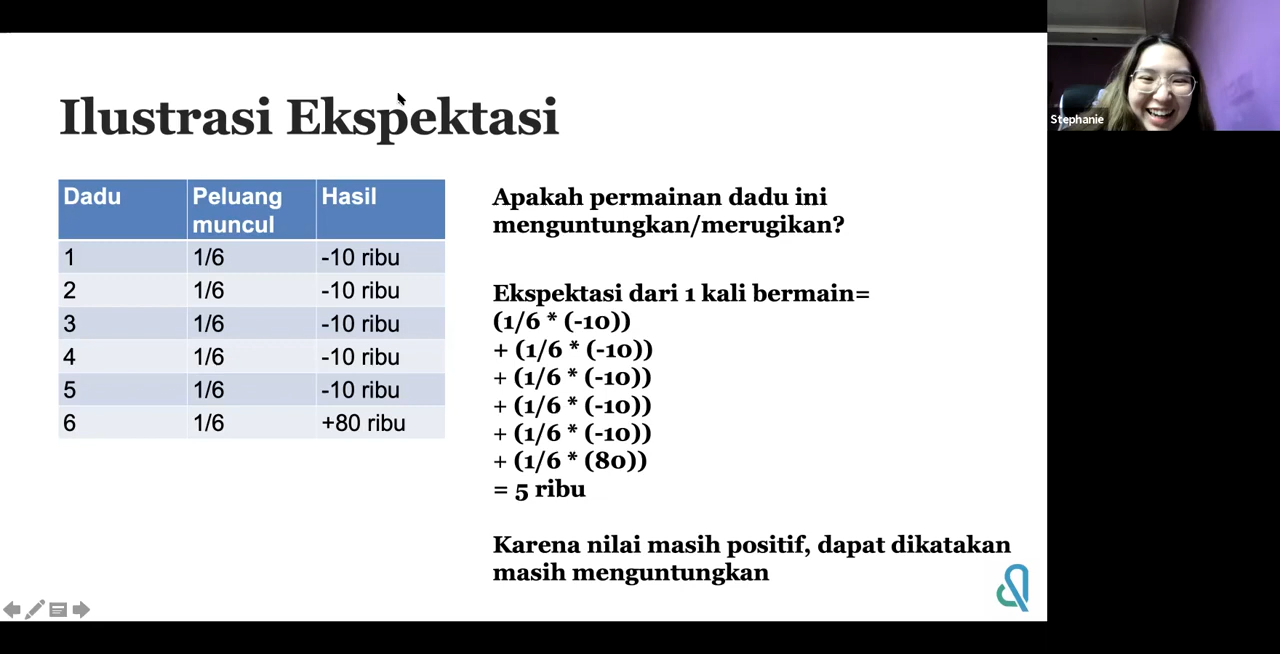 Ilustrasi Ekspektasi
Stephanie
Dadu Peluang muncul Hasil
1 1/6 -10 ribu
2 1/6 -10 ribu
3 1/6 -10 ribu
4 1/6 -10 ribu
5 1/6 -10 ribu
6 1/6 +80 ribu
Apakah permainan dadu ini
menguntungkan/merugikan?
Ekspektasi dari 1 kali bermain=
(1/6 * (-10))
+ (1/6 * (-10))
+ (1/6 * (-10))
+ (1/6 * (-10))
+ (1/6 * (-10))
+ (1/6 * (80))
= 5 ribu
Karena nilai masih positif, dapat dikatakan
masih menguntungkan